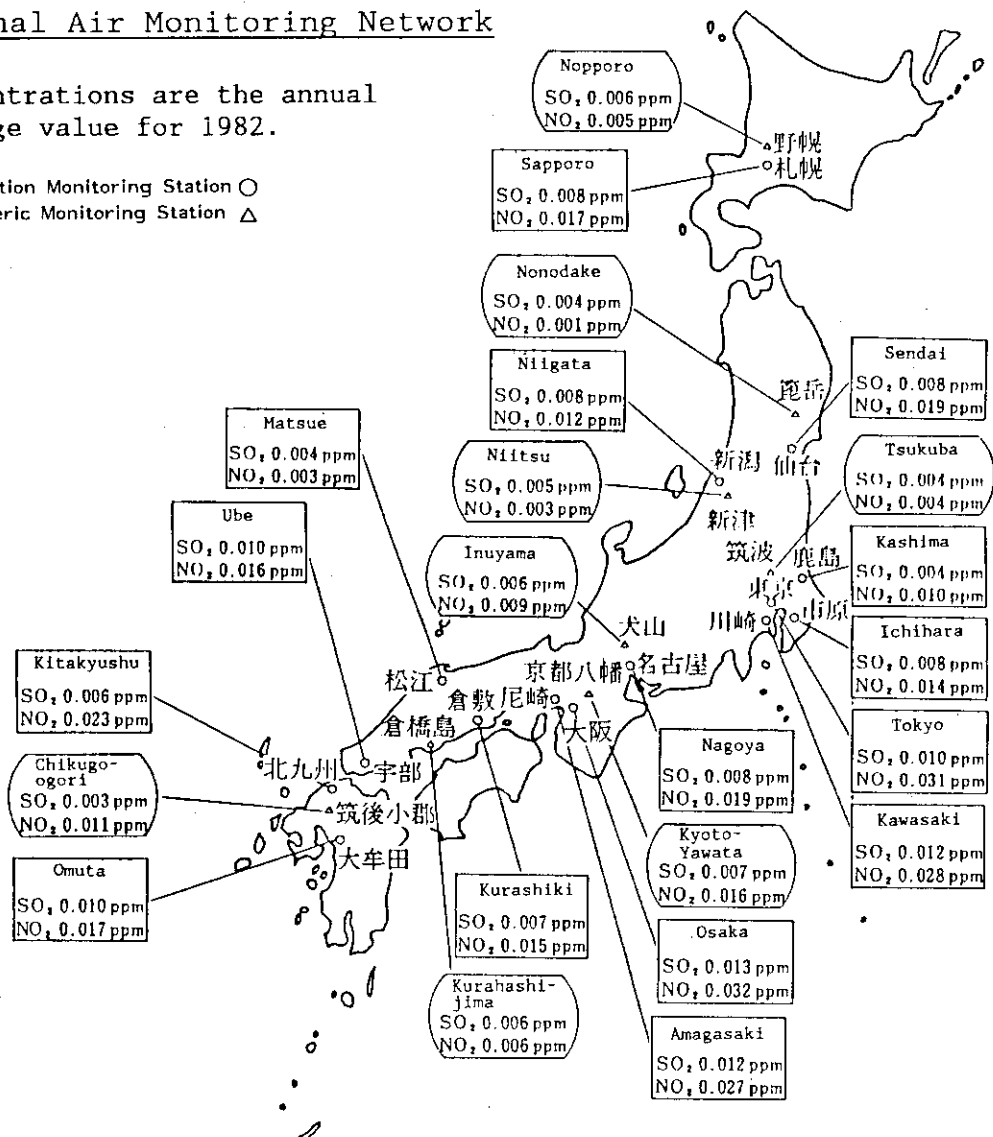 nal Air Monitoring Network
ntrations are the annual
ge value for 1982.
tion Monitoring Station ○
eric Monitoring Station △
Nopporo
SO₂ 0.006 ppm
NO₂ 0.005 ppm
野幌
札幌
Sapporo
SO₂ 0.008 ppm
NO₂ 0.017 ppm
Nonodake
SO₂ 0.004 ppm
NO₂ 0.001 ppm
Niigata
SO₂ 0.008 ppm
NO₂ 0.012 ppm
箆岳
Sendai
SO₂ 0.008 ppm
NO₂ 0.019 ppm
Matsue
SO₂ 0.004 ppm
NO₂ 0.003 ppm
Niitsu
SO₂ 0.005 ppm
NO₂ 0.003 ppm
新潟
仙台
新津
Tsukuba
SO₂ 0.004 ppm
NO₂ 0.004 ppm
Ube
SO₂ 0.010 ppm
NO₂ 0.016 ppm
Inuyama
SO₂ 0.006 ppm
NO₂ 0.009 ppm
筑波
鹿島
東京
川崎
市原
Kashima
SO₂ 0.004 ppm
NO₂ 0.010 ppm
犬山
Ichihara
SO₂ 0.008 ppm
NO₂ 0.014 ppm
Kitakyushu
SO₂ 0.006 ppm
NO₂ 0.023 ppm
松江
倉敷
尼崎
京都八幡
名古屋
倉橋島
大阪
Tokyo
SO₂ 0.010 ppm
NO₂ 0.031 ppm
Nagoya
SO₂ 0.008 ppm
NO₂ 0.019 ppm
Chikugo-
ogori
SO₂ 0.003 ppm
NO₂ 0.011 ppm
北九州
宇部
筑後小郡
大牟田
Kawasaki
SO₂ 0.012 ppm
NO₂ 0.028 ppm
Kyoto-
Yawata
SO₂ 0.007 ppm
NO₂ 0.016 ppm
Omuta
SO₂ 0.010 ppm
NO₂ 0.017 ppm
Kurashiki
SO₂ 0.007 ppm
NO₂ 0.015 ppm
Osaka
SO₂ 0.013 ppm
NO₂ 0.032 ppm
Kurahashi-
jima
SO₂ 0.006 ppm
NO₂ 0.006 ppm
Amagasaki
SO₂ 0.012 ppm
NO₂ 0.027 ppm